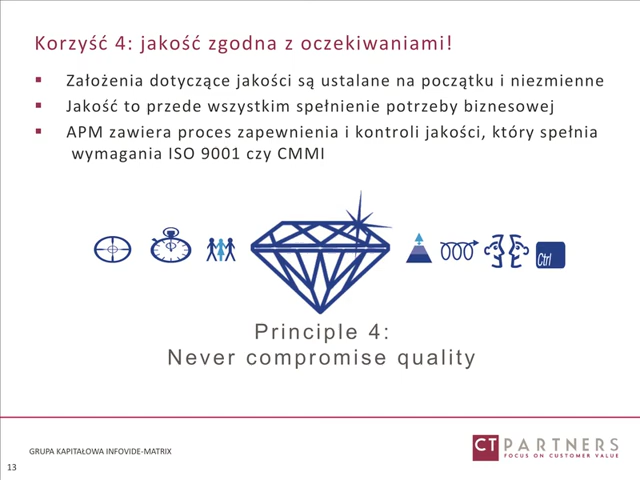 Korzyść 4: jakość zgodna z oczekiwaniami!
Założenia dotyczące jakości są ustalane na początku i niezmienne
Jakość to przede wszystkim spełnienie potrzeby biznesowej
APM zawiera proces zapewnienia i kontroli jakości, który spełnia
wymagania ISO 9001 czy CMMI
Ctrl
Principle 4:
Never compromise quality
GRUPA KAPITAŁOWA INFOVIDE-MATRIX
CT PARTNERS
FOCUS ON CUSTOMER VALUE
13